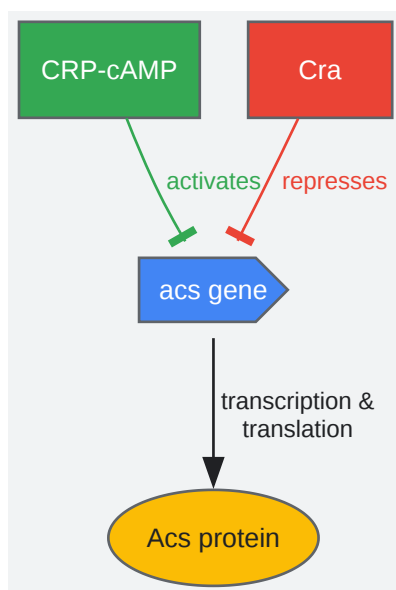 CRP-cAMP
Cra
activates
represses
acs gene
transcription &
translation
Acs protein